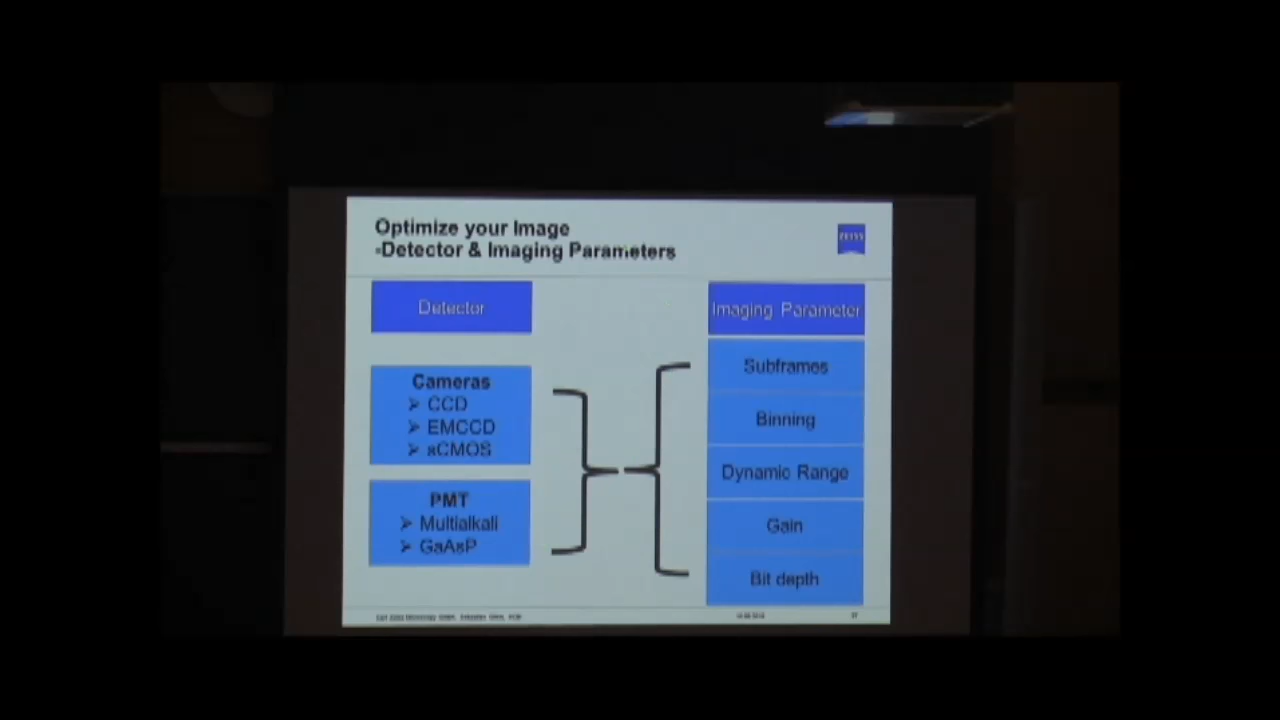 Optimize your Image
-Detector & Imaging Parameters
ZEISS
Detector
Cameras
➢ CCD
➢ EMCCD
➢ sCMOS
PMT
➢ Multialkali
➢ GaAsP
Imaging Parameter
Subframes
Binning
Dynamic Range
Gain
Bit depth